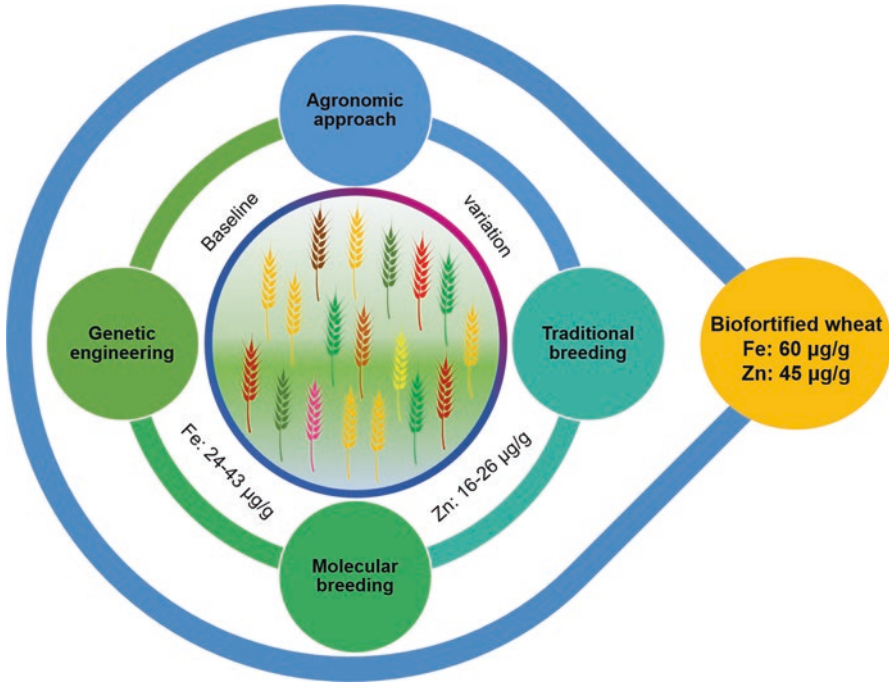 Agronomic
approach
Baseline
variation
Genetic
engineering
Traditional
breeding
Biofortified wheat
Fe: 60 µg/g
Zn: 45 µg/g
Fe: 24-43 µg/g
Zn: 16-26 µg/g
Molecular
breeding